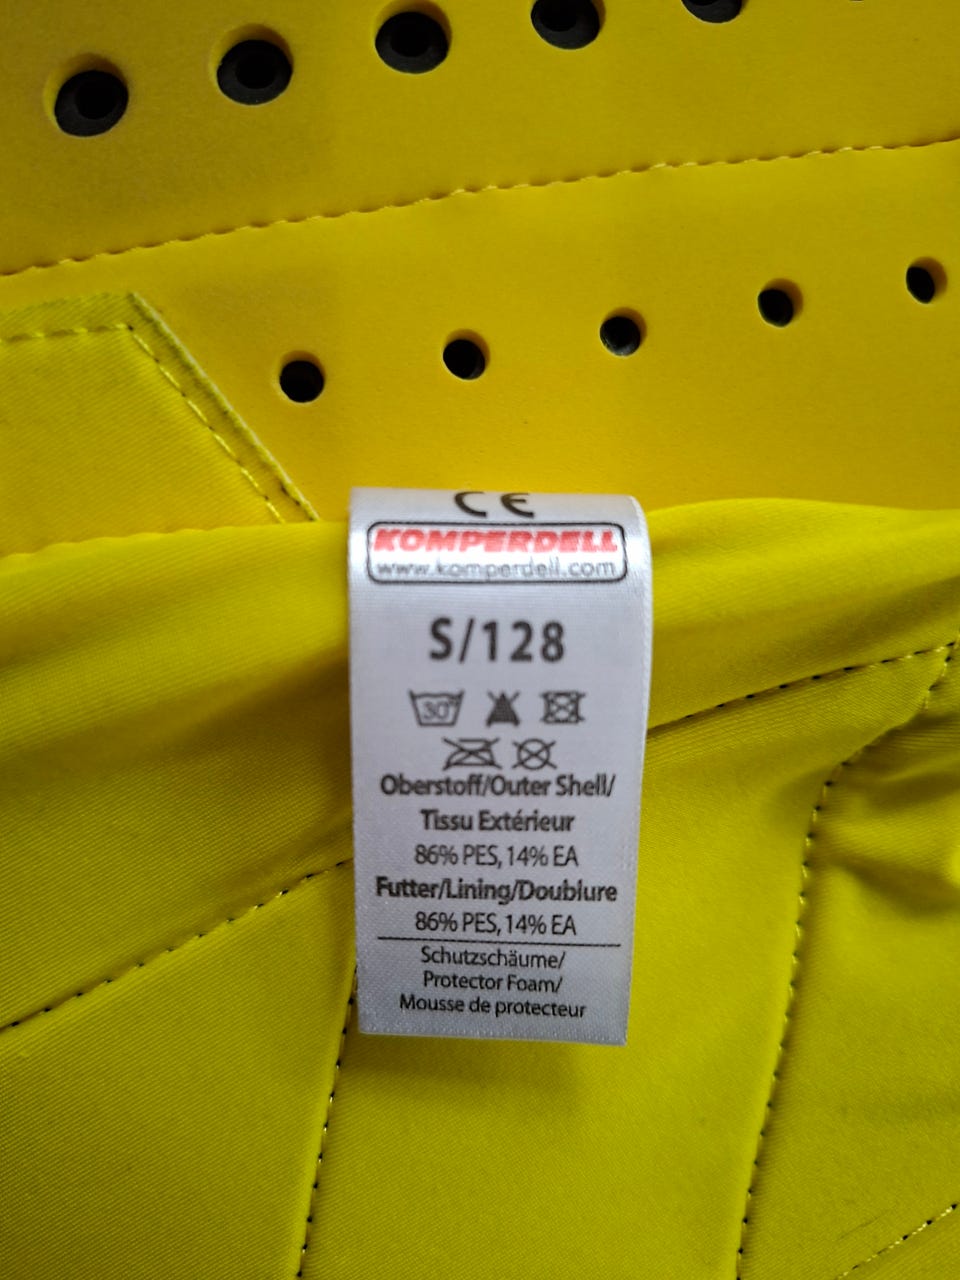 CE
KOMPERDELL
www.komperdell.com
S/128
30°
Oberstoff/Outer Shell/
Tissu Extérieur
86% PES, 14% EA
Futter/Lining/Doublure
86% PES, 14% EA
Schutzschäume/
Protector Foam/
Mousse de protecteur